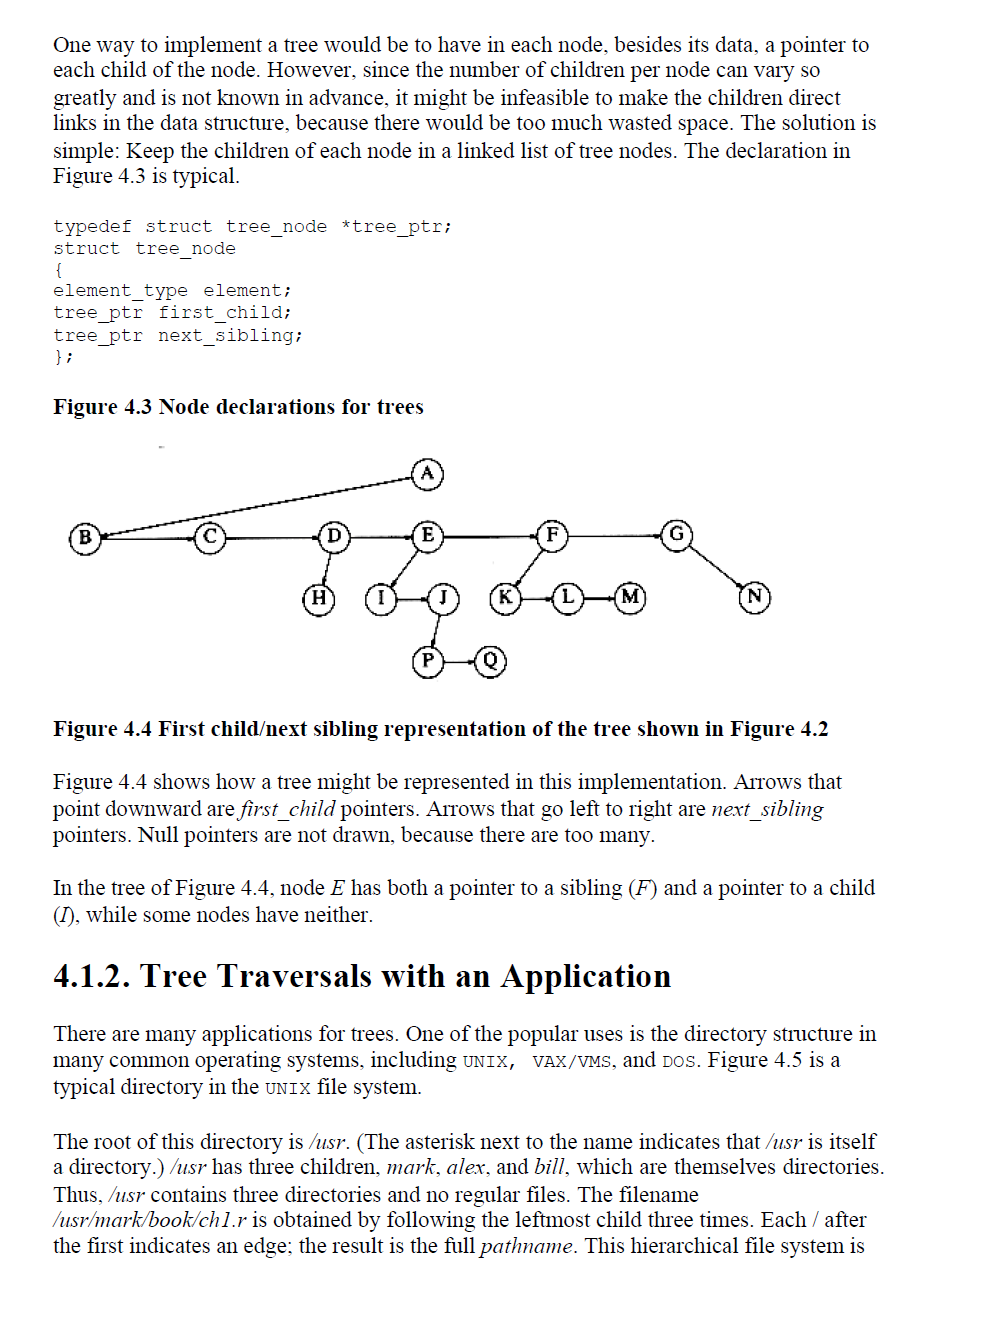 One way to implement a tree would be to have in each node, besides its data, a pointer to
each child of the node. However, since the number of children per node can vary so
greatly and is not known in advance, it might be infeasible to make the children direct
links in the data structure, because there would be too much wasted space. The solution is
simple: Keep the children of each node in a linked list of tree nodes. The declaration in
Figure 4.3 is typical.
typedef struct tree_node *tree_ptr;
struct tree_node
{
element_type element;
tree_ptr first_child;
tree_ptr next_sibling;
};
Figure 4.3 Node declarations for trees
A
B C D E F G
H I J K L M N
P Q
Figure 4.4 First child/next sibling representation of the tree shown in Figure 4.2
Figure 4.4 shows how a tree might be represented in this implementation. Arrows that
point downward are first_child pointers. Arrows that go left to right are next_sibling
pointers. Null pointers are not drawn, because there are too many.
In the tree of Figure 4.4, node E has both a pointer to a sibling (F) and a pointer to a child
(I), while some nodes have neither.
4.1.2. Tree Traversals with an Application
There are many applications for trees. One of the popular uses is the directory structure in
many common operating systems, including UNIX, VAX/VMS, and DOS. Figure 4.5 is a
typical directory in the UNIX file system.
The root of this directory is /usr. (The asterisk next to the name indicates that /usr is itself
a directory.) /usr has three children, mark, alex, and bill, which are themselves directories.
Thus, /usr contains three directories and no regular files. The filename
/usr/mark/book/ch1.r is obtained by following the leftmost child three times. Each / after
the first indicates an edge; the result is the full pathname. This hierarchical file system is